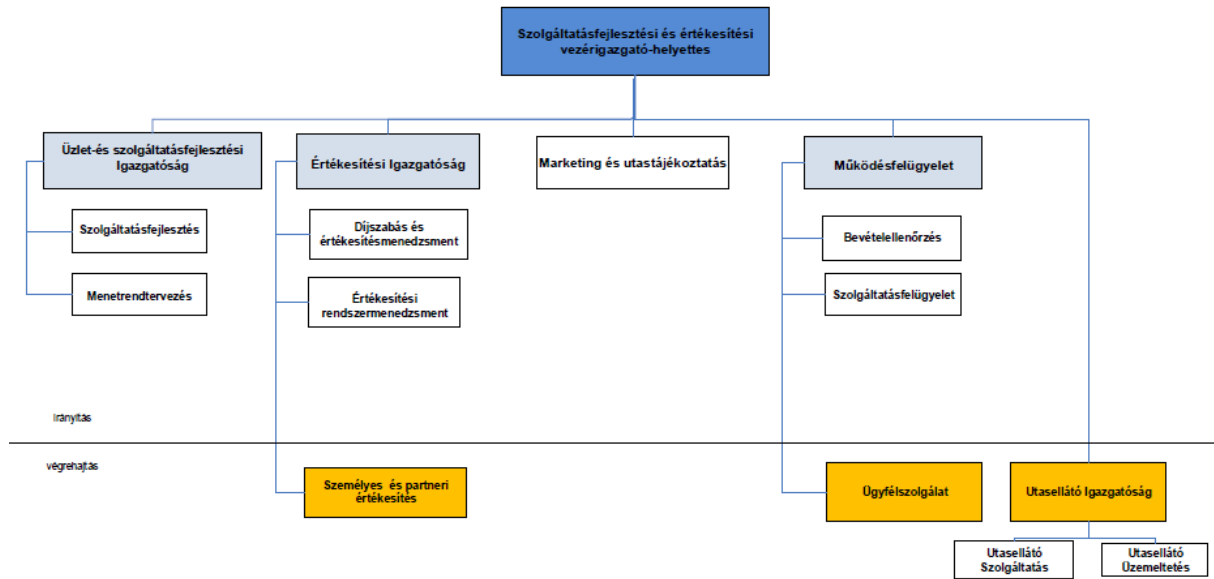 Szolgáltatásfejlesztési és értékesítési
vezérigazgató-helyettes
Üzlet-és szolgáltatásfejlesztési
Igazgatóság
Értékesítési Igazgatóság
Marketing és utastájékoztatás
Működésfelügyelet
Szolgáltatásfejlesztés
Díjszabás és
értékesítésmenedzsment
Bevételellenőrzés
Menetrendtervezés
Értékesítési
rendszermenedzsment
Szolgáltatásfelügyelet
irányítás
végrehajtás
Személyes és partneri
értékesítés
Ügyfélszolgálat
Utasellátó Igazgatóság
Utasellátó
Szolgáltatás
Utasellátó
Üzemeltetés